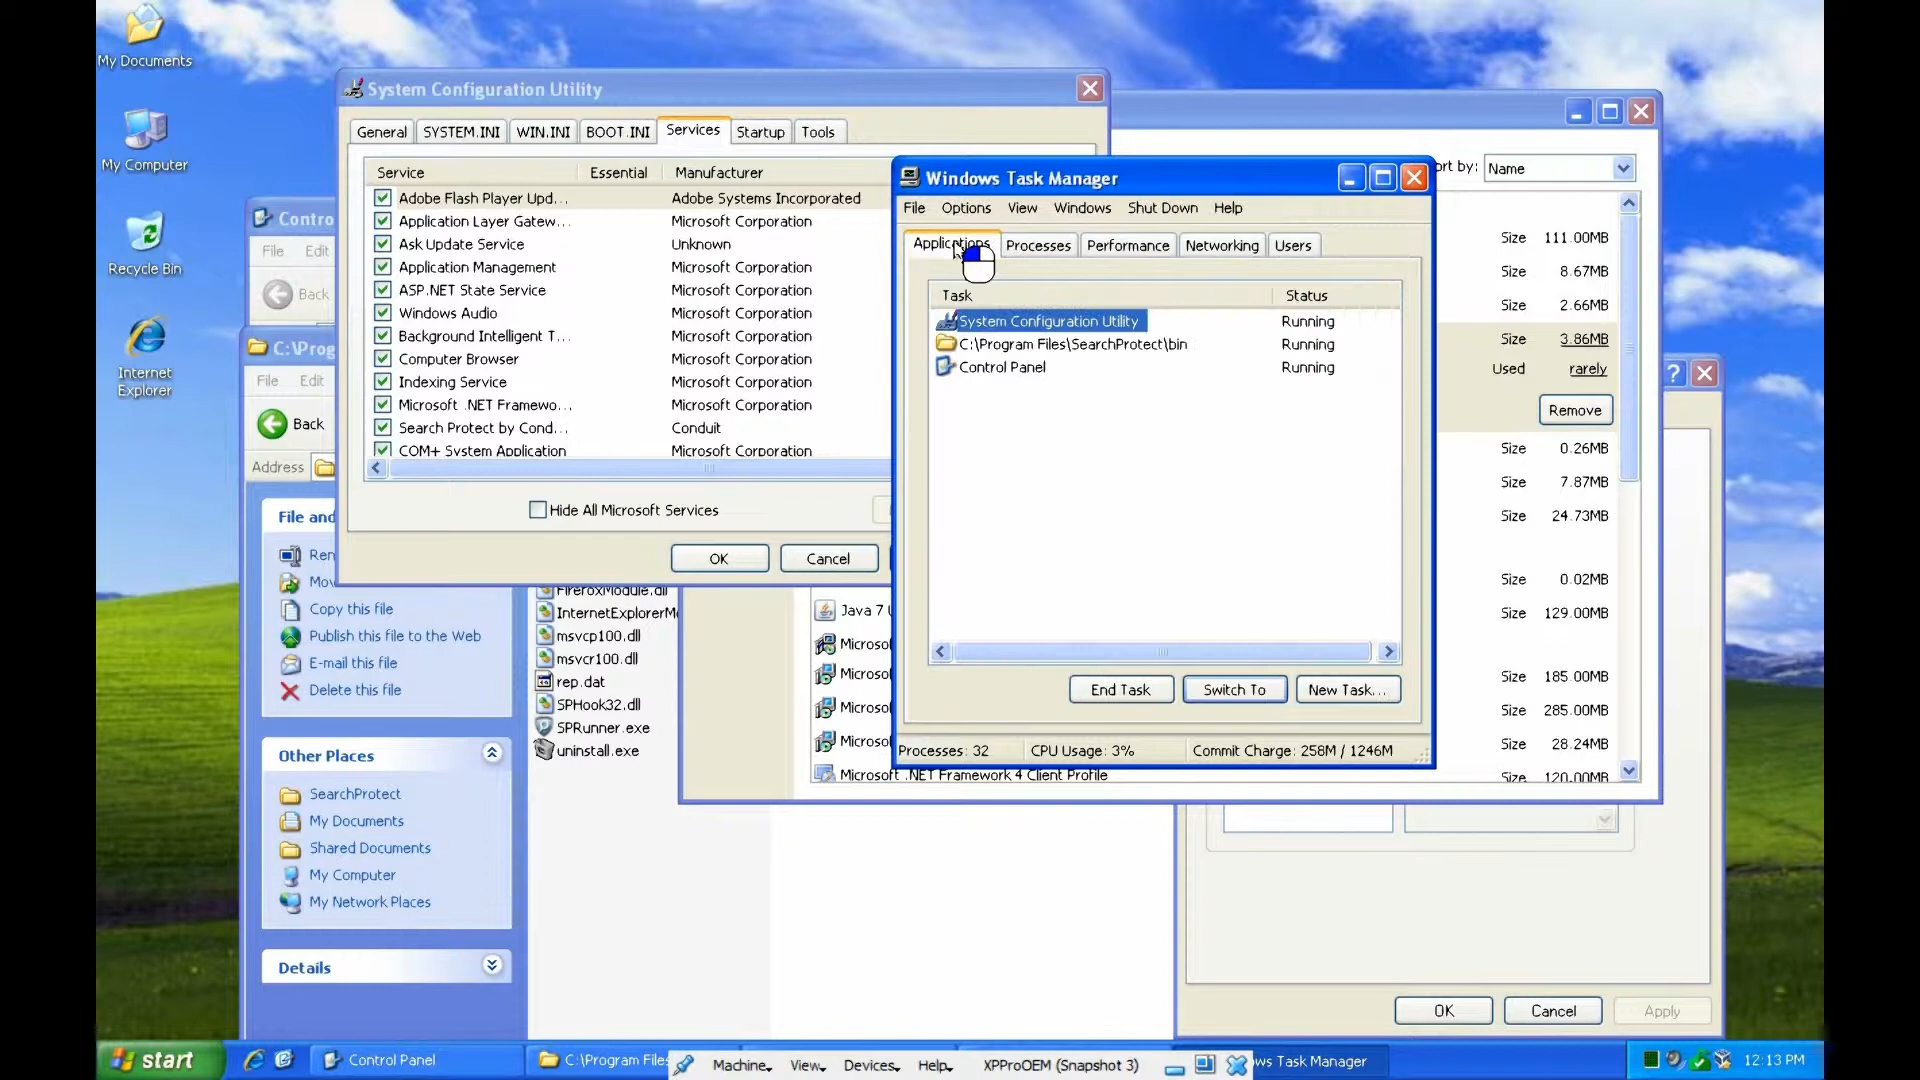 My Documents
My Computer
Recycle Bin
Internet
Explorer
System Configuration Utility
General SYSTEM.INI WIN.INI BOOT.INI Services Startup Tools
Service Essential Manufacturer
Adobe Flash Player Upd... Adobe Systems Incorporated
Application Layer Gatew... Microsoft Corporation
Ask Update Service Unknown
Application Management Microsoft Corporation
ASP.NET State Service Microsoft Corporation
Windows Audio Microsoft Corporation
Background Intelligent T... Microsoft Corporation
Computer Browser Microsoft Corporation
Indexing Service Microsoft Corporation
Microsoft .NET Framewo... Microsoft Corporation
Search Protect by Cond... Conduit
COM+ System Application Microsoft Corporation
Hide All Microsoft Services
OK Cancel
Windows Task Manager
File Options View Windows Shut Down Help
Applications Processes Performance Networking Users
Task Status
System Configuration Utility Running
C:\Program Files\SearchProtect\bin Running
Control Panel Running
End Task Switch To New Task...
Processes: 32 CPU Usage: 3% Commit Charge: 258M / 1246M
ort by: Name
Size 111.00MB
Size 8.67MB
Size 2.66MB
Size 3.86MB
Used rarely
Remove
Size 0.26MB
Size 7.87MB
Size 24.73MB
Size 0.02MB
Size 129.00MB
Size 185.00MB
Size 285.00MB
Size 28.24MB
Size 120.00MB
Java 7 U
Microso
Microso
Microso
Microso
Microsoft .NET Framework 4 Client Profile
Contro
File Edit
Back
C:\Prog
File Edit
Back
Address
File and
Ren
Mov
Copy this file
Publish this file to the Web
E-mail this file
Delete this file
Other Places
SearchProtect
My Documents
Shared Documents
My Computer
My Network Places
Details
FirefoxModule.dll
InternetExplorerMo
msvcp100.dll
msvcr100.dll
rep.dat
SPHook32.dll
SPRunner.exe
uninstall.exe
OK Cancel Apply
start Control Panel C:\Program Files Machine View Devices Help XPProOEM (Snapshot 3) ws Task Manager 12:13 PM